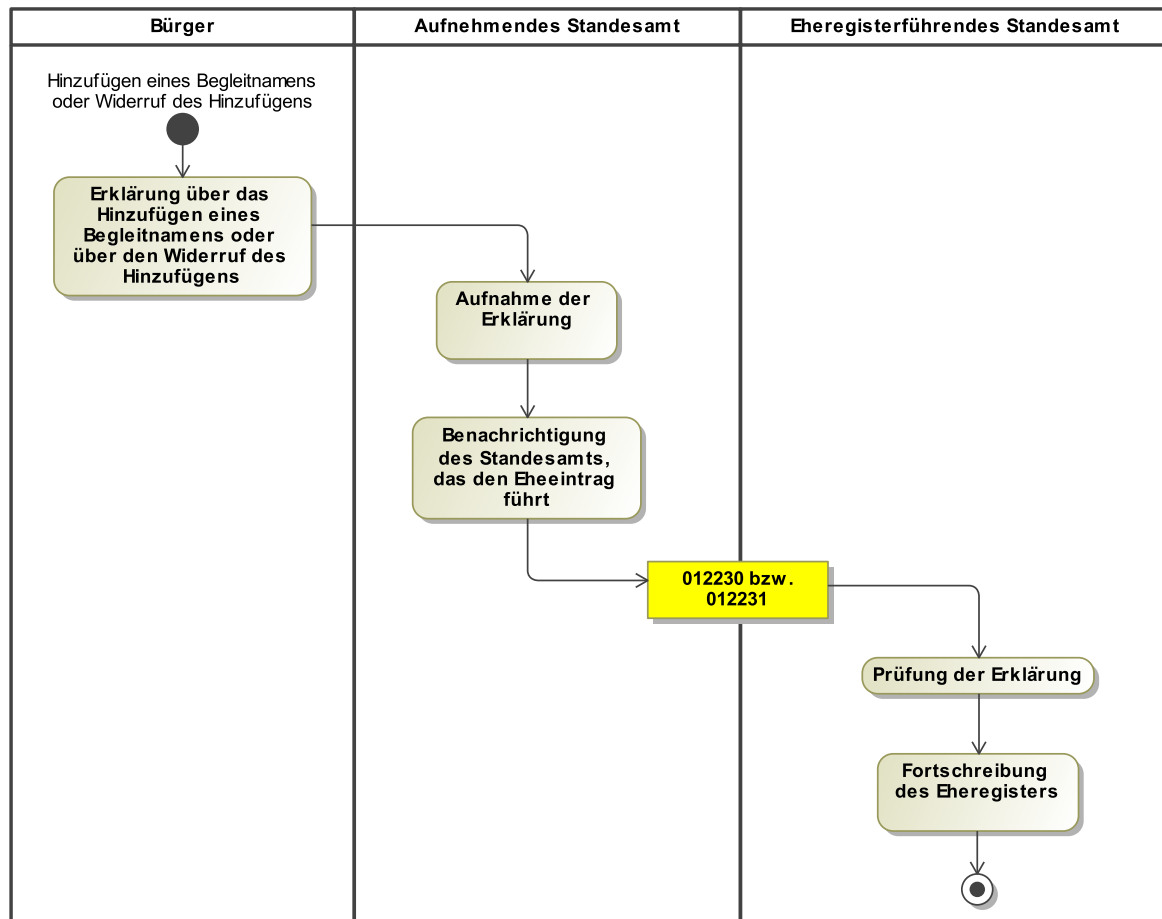 Bürger
Aufnehmendes Standesamt
Eheregisterführendes Standesamt
Hinzufügen eines Begleitnamens
oder Widerruf des Hinzufügens
Erklärung über das
Hinzufügen eines
Begleitnamens oder
über den Widerruf des
Hinzufügens
Aufnahme der
Erklärung
Benachrichtigung
des Standesamts,
das den Eheeintrag
führt
012230 bzw.
012231
Prüfung der Erklärung
Fortschreibung
des Eheregisters